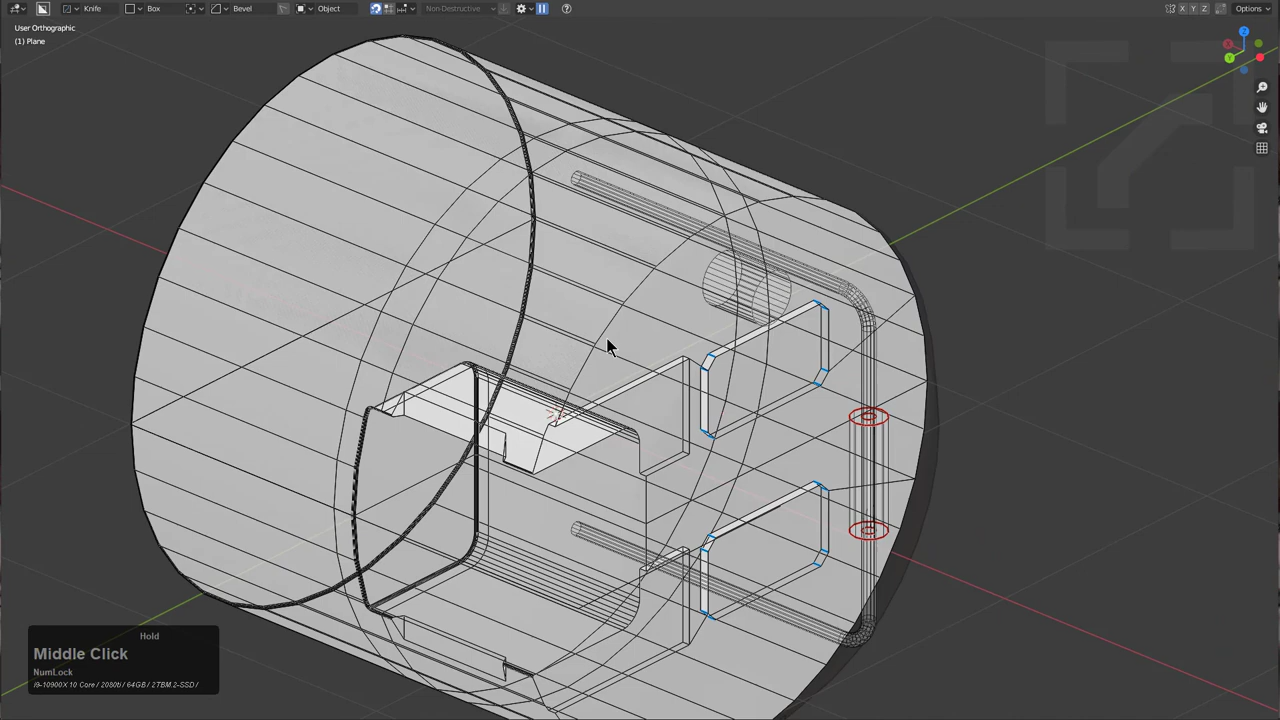 Knife Box Bevel Object Non-Destructive X Y Z Options
User Orthographic
(1) Plane
Z
X
Y
Hold
Middle Click
NumLock
i9-10900X 10 Core / 2080ti/ 64GB / 2TBM.2-SSD /